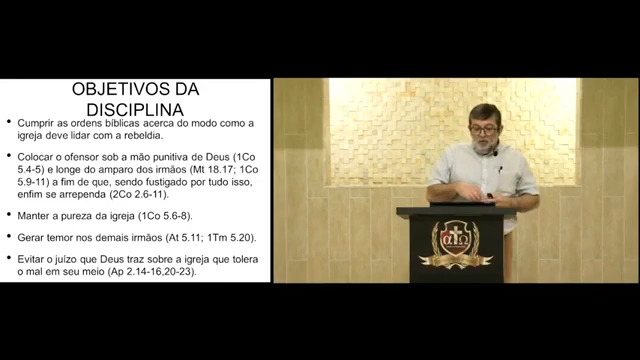 OBJETIVOS DA
DISCIPLINA
• Cumprir as ordens bíblicas acerca do modo como a
igreja deve lidar com a rebeldia.
• Colocar o ofensor sob a mão punitiva de Deus (1Co
5.4-5) e longe do amparo dos irmãos (Mt 18.17; 1Co
5.9-11) a fim de que, sendo fustigado por tudo isso,
enfim se arrependa (2Co 2.6-11).
• Manter a pureza da igreja (1Co 5.6-8).
• Gerar temor nos demais irmãos (At 5.11; 1Tm 5.20).
• Evitar o juízo que Deus traz sobre a igreja que tolera
o mal em seu meio (Ap 2.14-16,20-23).
α Ω